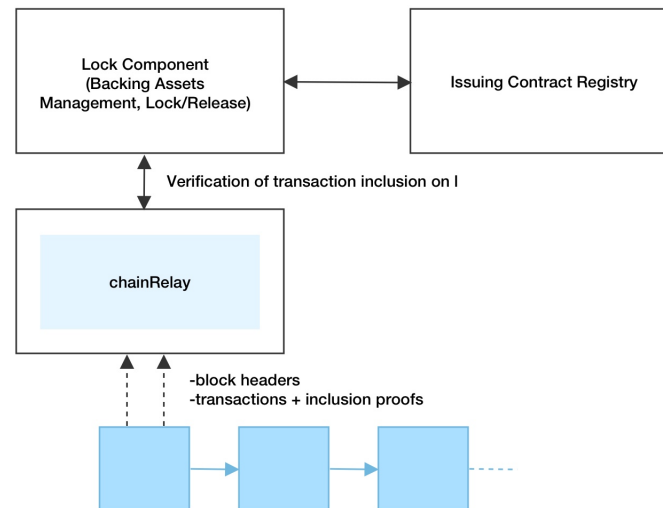 Lock Component
(Backing Assets
Management, Lock/Release)
Issuing Contract Registry
Verification of transaction inclusion on I
chainRelay
-block headers
-transactions + inclusion proofs